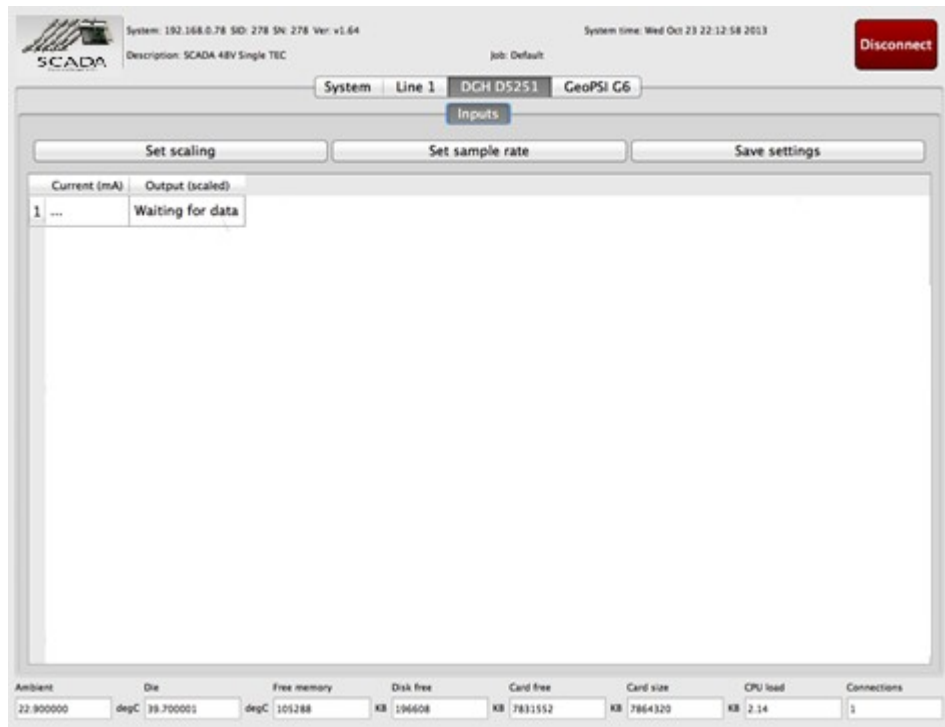 System: 192.168.0.78 SID: 278 SN: 278 Ver: v1.64
System time: Wed Oct 23 22:12:58 2013
Disconnect
SCADA
Description: SCADA 48V Single TEC
Job: Default
System Line 1 DGH D5251 GeoPSI G6
Inputs
Set scaling Set sample rate Save settings
Current (mA) Output (scaled)
1 ... Waiting for data
Ambient Die Free memory Disk free Card free Card size CPU load Connections
22.900000 degC 39.700001 degC 105288 KB 196608 KB 7831552 KB 7864320 KB 2.14 1